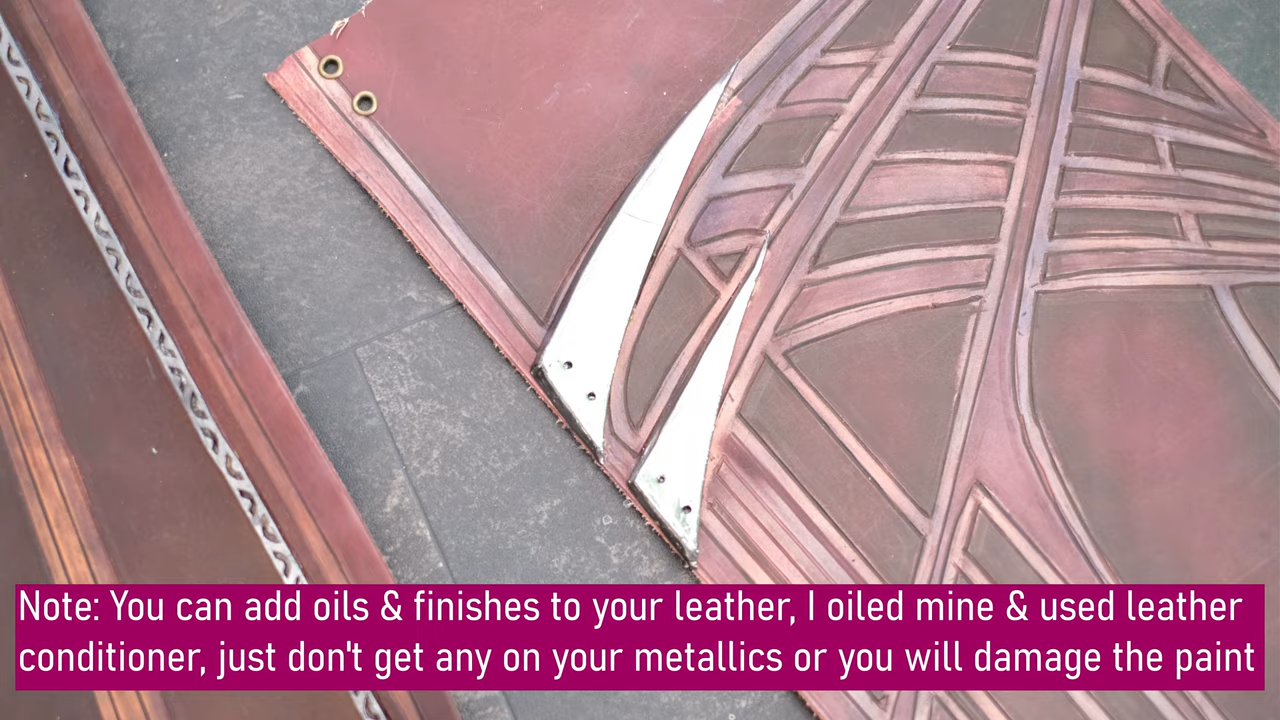 Note: You can add oils & finishes to your leather, I oiled mine & used leather
conditioner, just don't get any on your metallics or you will damage the paint